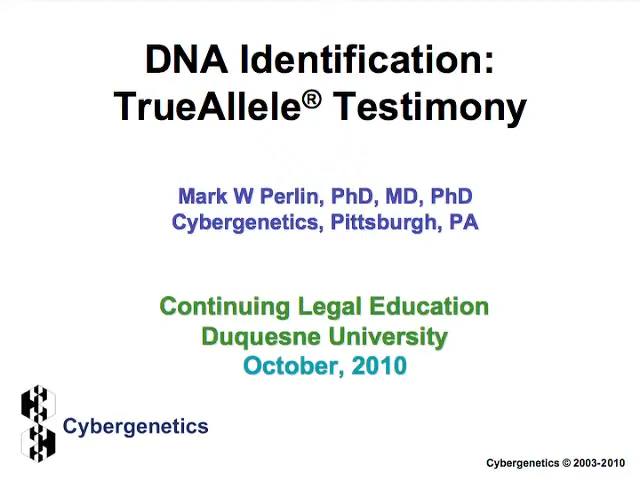 DNA Identification:
TrueAllele® Testimony
Mark W Perlin, PhD, MD, PhD
Cybergenetics, Pittsburgh, PA
Continuing Legal Education
Duquesne University
October, 2010
Cybergenetics
Cybergenetics © 2003-2010